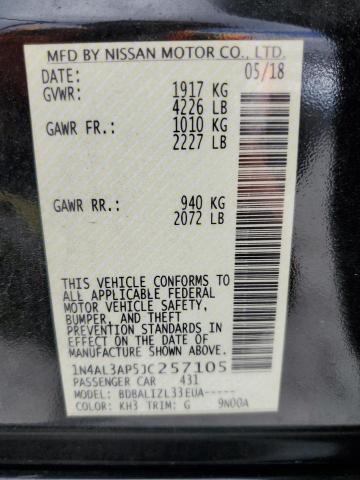 MFD BY NISSAN MOTOR CO., LTD.
DATE: 05/18
GVWR: 1917 KG
4226 LB
GAWR FR.: 1010 KG
2227 LB
GAWR RR.: 940 KG
2072 LB
THIS VEHICLE CONFORMS TO
ALL APPLICABLE FEDERAL
MOTOR VEHICLE SAFETY,
BUMPER, AND THEFT
PREVENTION STANDARDS IN
EFFECT ON THE DATE OF
MANUFACTURE SHOWN ABOVE.
1N4AL3AP5JC257105
PASSENGER CAR 431
MODEL: BDBALIZL33EUA-----
COLOR: KH3 TRIM: G 9N00A